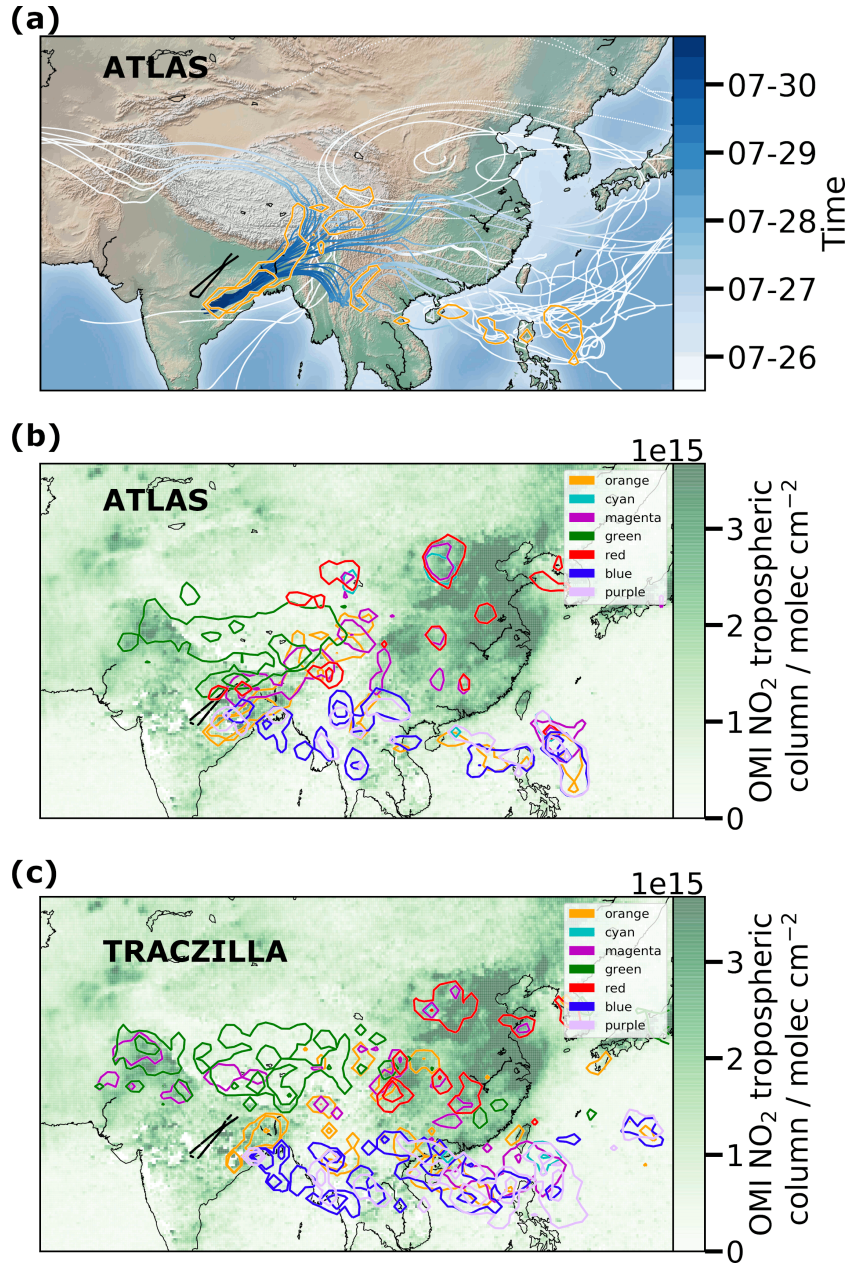 (a)
ATLAS
07-30
07-29
07-28
07-27
07-26
Time
(b)
1e15
ATLAS
orange
cyan
magenta
green
red
blue
purple
3
2
1
0
OMI NO₂ tropospheric
column / molec cm⁻²
(c)
1e15
TRACZILLA
orange
cyan
magenta
green
red
blue
purple
3
2
1
0
OMI NO₂ tropospheric
column / molec cm⁻²